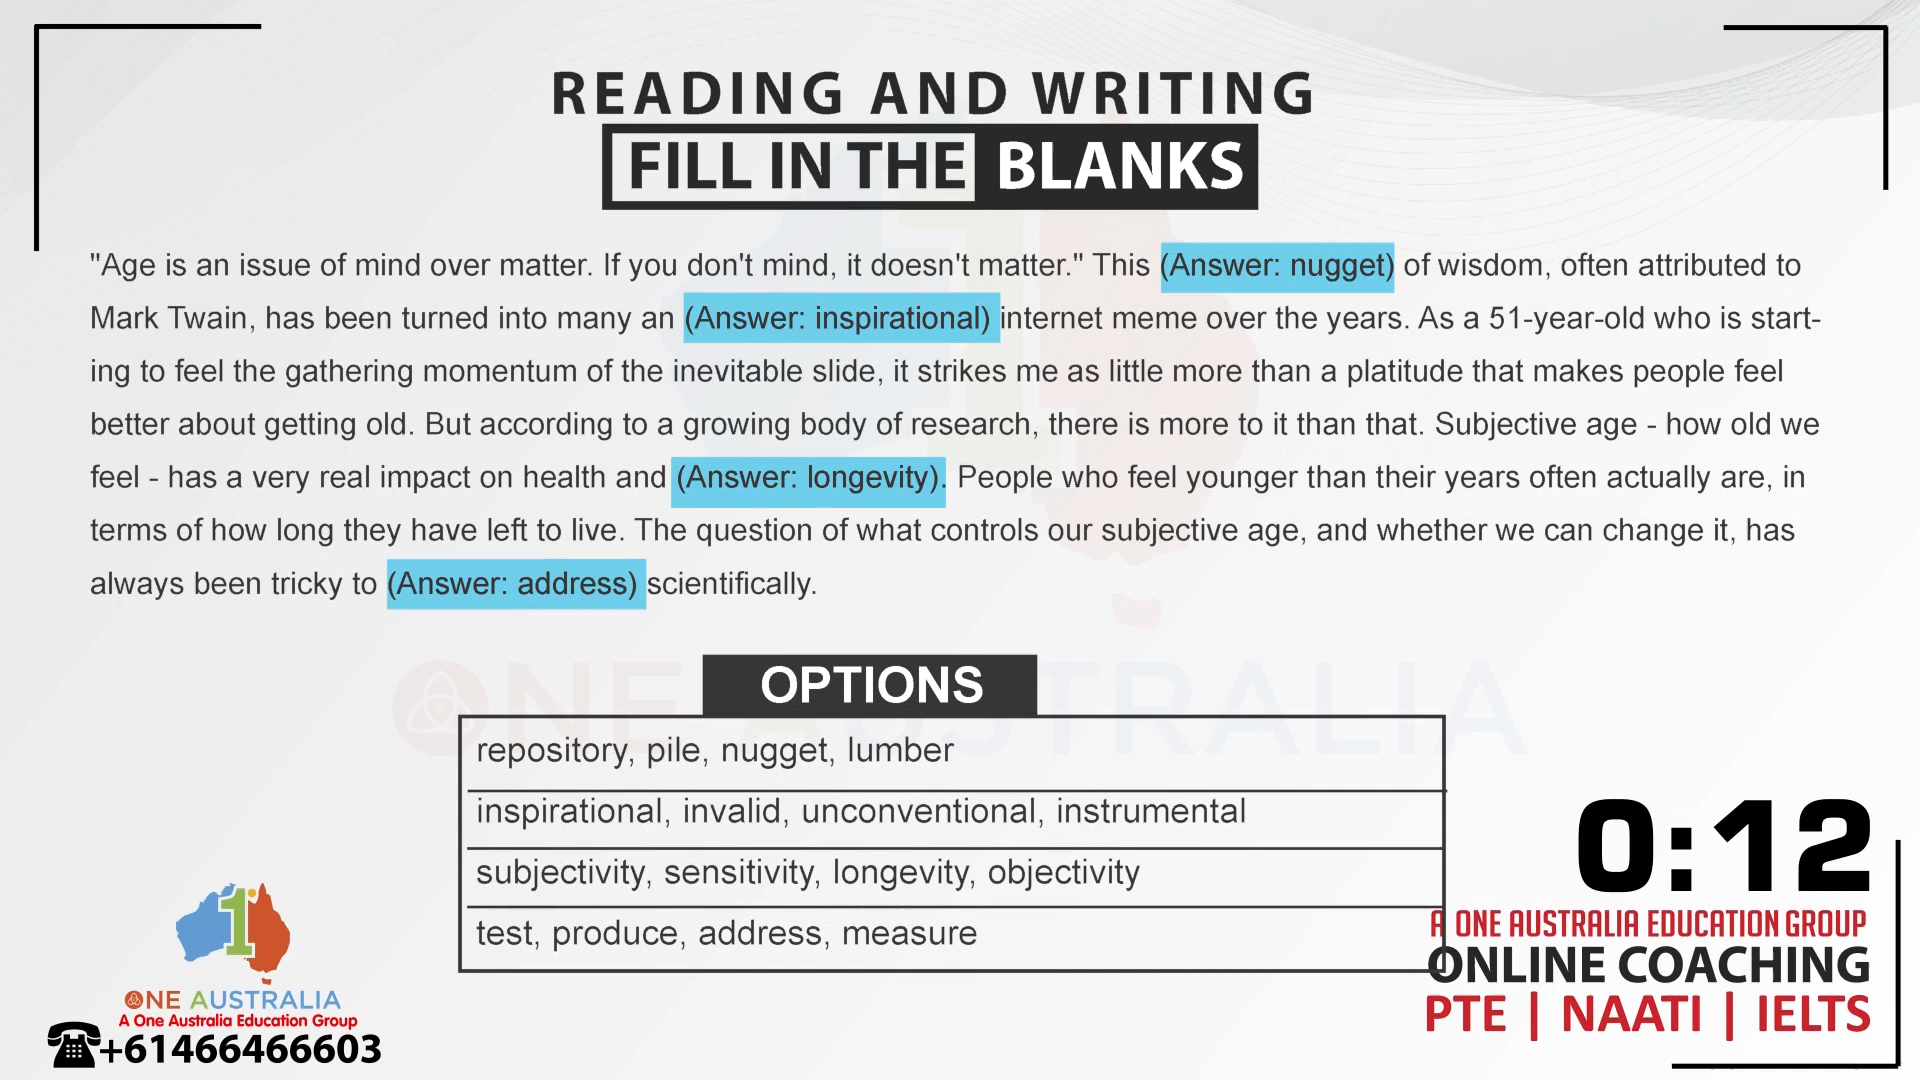 READING AND WRITING
FILL IN THE BLANKS
"Age is an issue of mind over matter. If you don't mind, it doesn't matter." This (Answer: nugget) of wisdom, often attributed to
Mark Twain, has been turned into many an (Answer: inspirational) internet meme over the years. As a 51-year-old who is start-
ing to feel the gathering momentum of the inevitable slide, it strikes me as little more than a platitude that makes people feel
better about getting old. But according to a growing body of research, there is more to it than that. Subjective age - how old we
feel - has a very real impact on health and (Answer: longevity). People who feel younger than their years often actually are, in
terms of how long they have left to live. The question of what controls our subjective age, and whether we can change it, has
always been tricky to (Answer: address) scientifically.
ONE AUSTRALIA
OPTIONS
repository, pile, nugget, lumber
inspirational, invalid, unconventional, instrumental
subjectivity, sensitivity, longevity, objectivity
test, produce, address, measure
1
ONE AUSTRALIA
A One Australia Education Group
+61466466603
0:12
A ONE AUSTRALIA EDUCATION GROUP
ONLINE COACHING
PTE | NAATI | IELTS